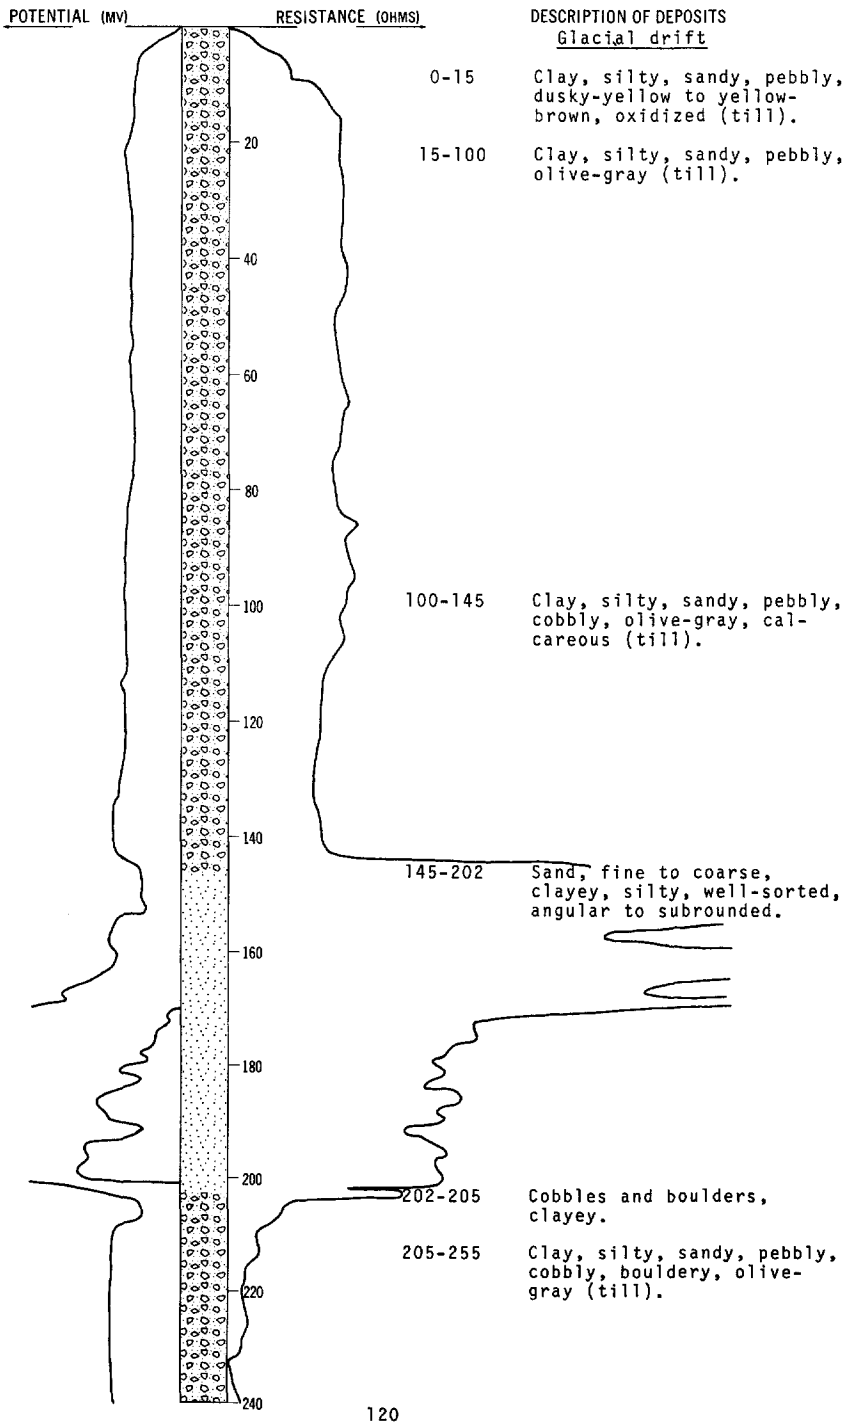 POTENTIAL (MV)
RESISTANCE (OHMS)
DESCRIPTION OF DEPOSITS
Glacial drift
0-15 Clay, silty, sandy, pebbly,
dusky-yellow to yellow-
brown, oxidized (till).
20
15-100 Clay, silty, sandy, pebbly,
olive-gray (till).
40
60
80
100
100-145 Clay, silty, sandy, pebbly,
cobbly, olive-gray, cal-
careous (till).
120
140
145-202 Sand, fine to coarse,
clayey, silty, well-sorted,
angular to subrounded.
160
180
200
202-205 Cobbles and boulders,
clayey.
205-255 Clay, silty, sandy, pebbly,
cobbly, bouldery, olive-
gray (till).
220
240
120